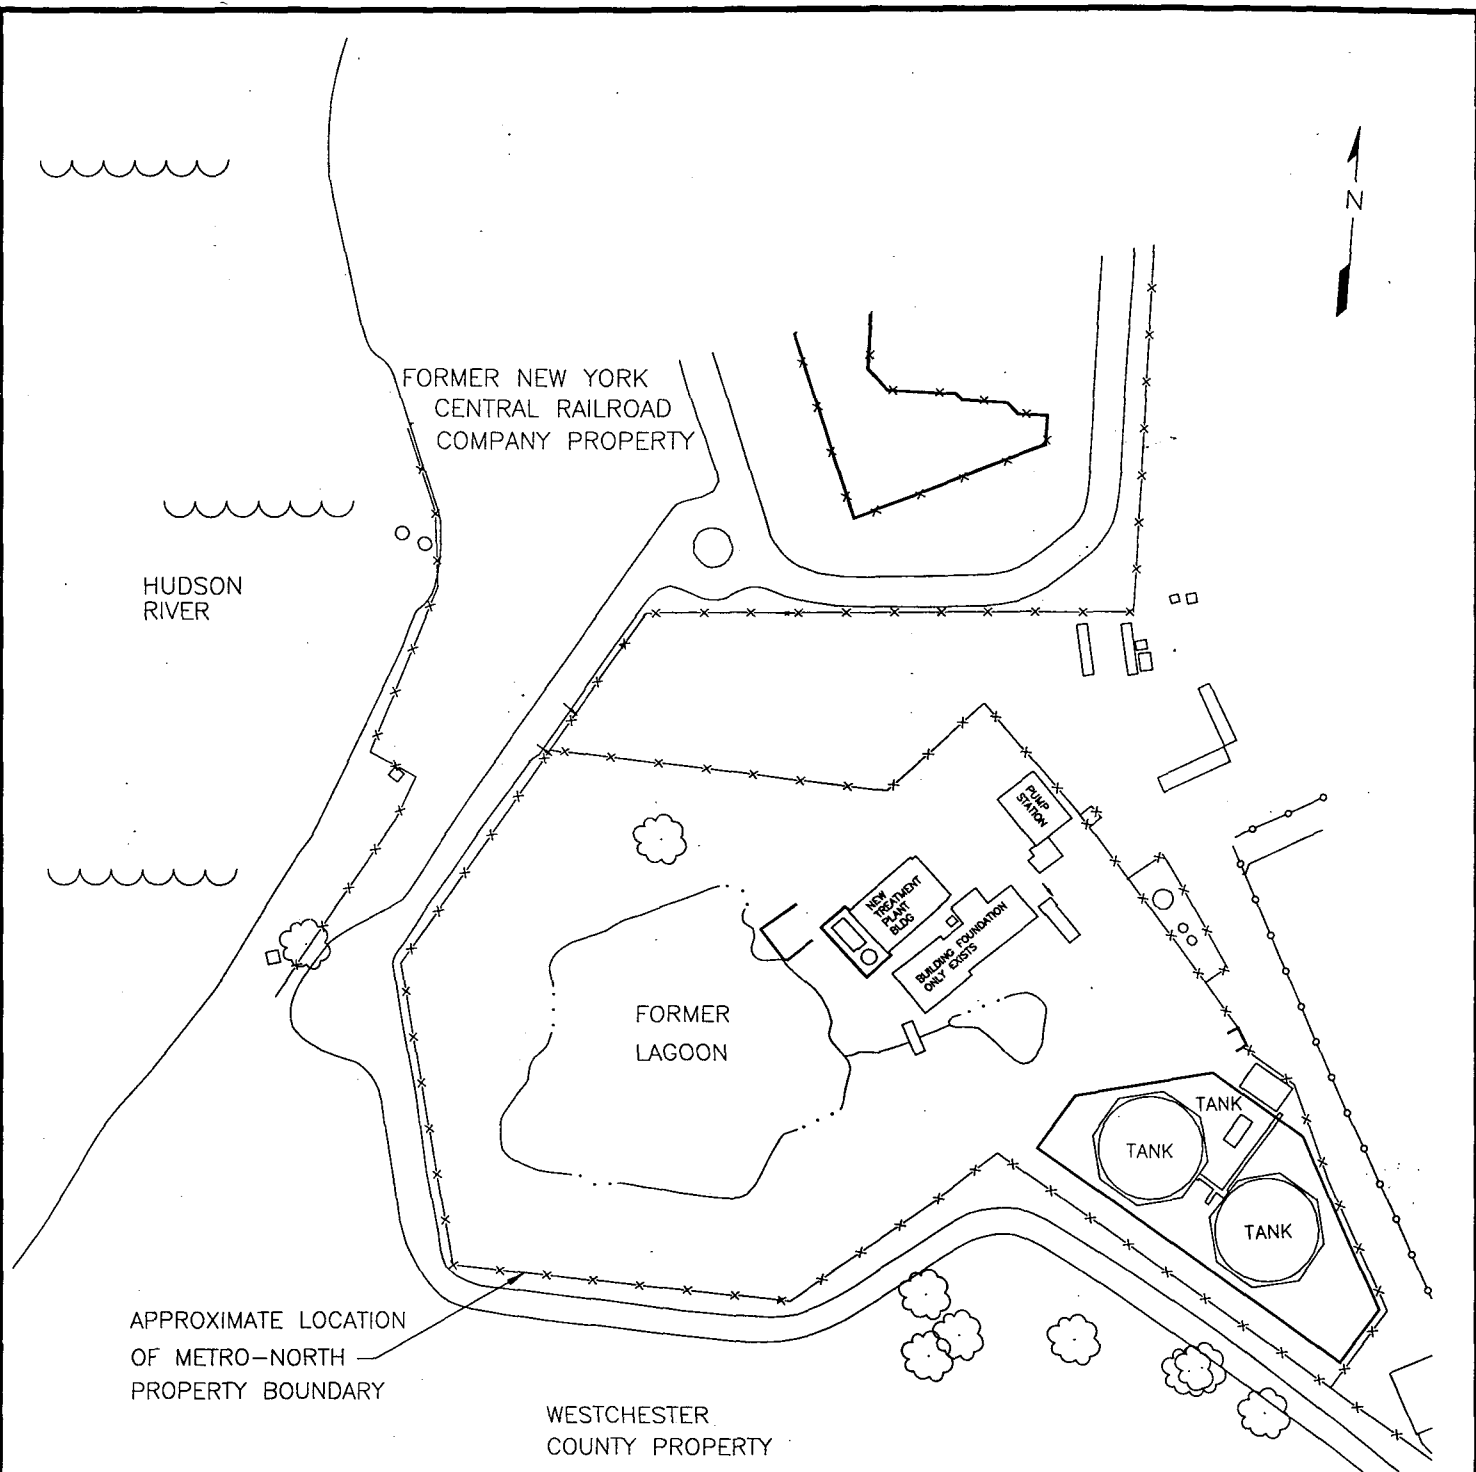 N
FORMER NEW YORK
CENTRAL RAILROAD
COMPANY PROPERTY
HUDSON
RIVER
PUMP
STATION
NEW
TREATMENT
PLANT
BLDG
BUILDING FOUNDATION
ONLY EXISTS
FORMER
LAGOON
TANK
TANK
TANK
APPROXIMATE LOCATION
OF METRO-NORTH
PROPERTY BOUNDARY
WESTCHESTER
COUNTY PROPERTY